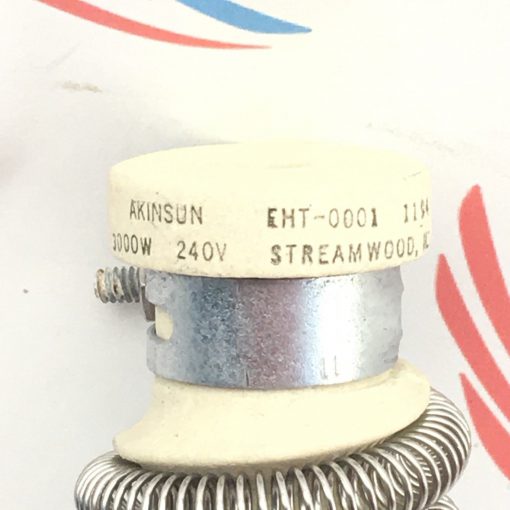 AKINSUN EHT-0001
3000W 240V STREAMWOOD,
11